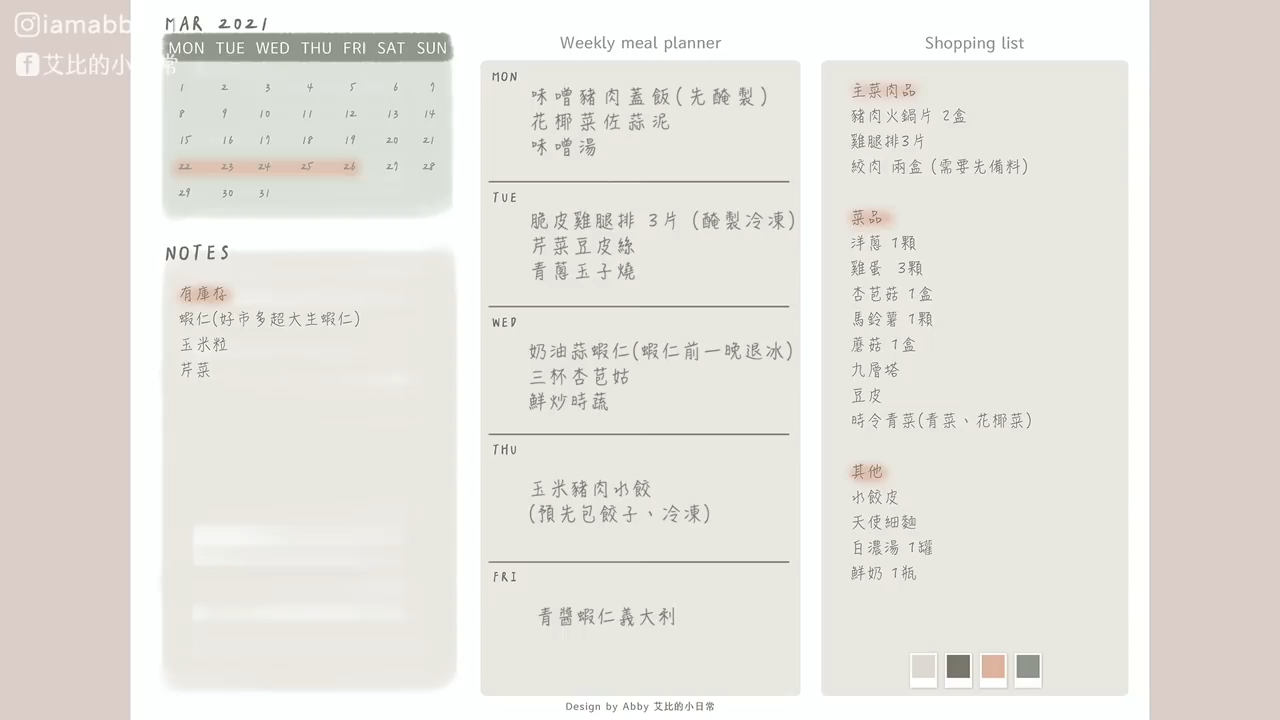 iamabb
艾比的小日常
MAR 2021
MON TUE WED THU FRI SAT SUN
1 2 3 4 5 6 7
8 9 10 11 12 13 14
15 16 17 18 19 20 21
22 23 24 25 26 27 28
29 30 31
NOTES
有庫存
蝦仁(好市多超大生蝦仁)
玉米粒
芹菜
Weekly meal planner
MON
味噌豬肉蓋飯(先醃製)
花椰菜佐蒜泥
味噌湯
TUE
脆皮雞腿排 3片 (醃製冷凍)
芹菜豆皮絲
青蔥玉子燒
WED
奶油蒜蝦仁(蝦仁前一晚退冰)
三杯杏苞姑
鮮炒時蔬
THU
玉米豬肉水餃
(預先包餃子、冷凍)
FRI
青醬蝦仁義大利
Shopping list
主菜肉品
豬肉火鍋片 2盒
雞腿排3片
絞肉 兩盒 (需要先備料)
菜品
洋蔥 1顆
雞蛋 3顆
杏苞菇 1盒
馬鈴薯 1顆
蘑菇 1盒
九層塔
豆皮
時令青菜(青菜、花椰菜)
其他
水餃皮
天使細麵
白濃湯 1罐
鮮奶 1瓶
Design by Abby 艾比的小日常